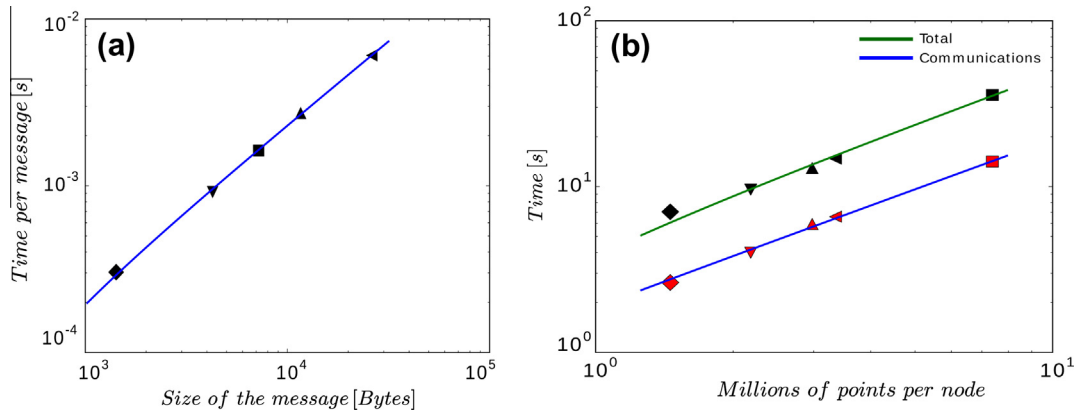 (a)
10^-2
10^-3
10^-4
10^3
10^4
10^5
Time per message [s]
Size of the message [Bytes]
(b)
Total
Communications
10^2
10^1
10^0
10^0
10^1
Time [s]
Millions of points per node